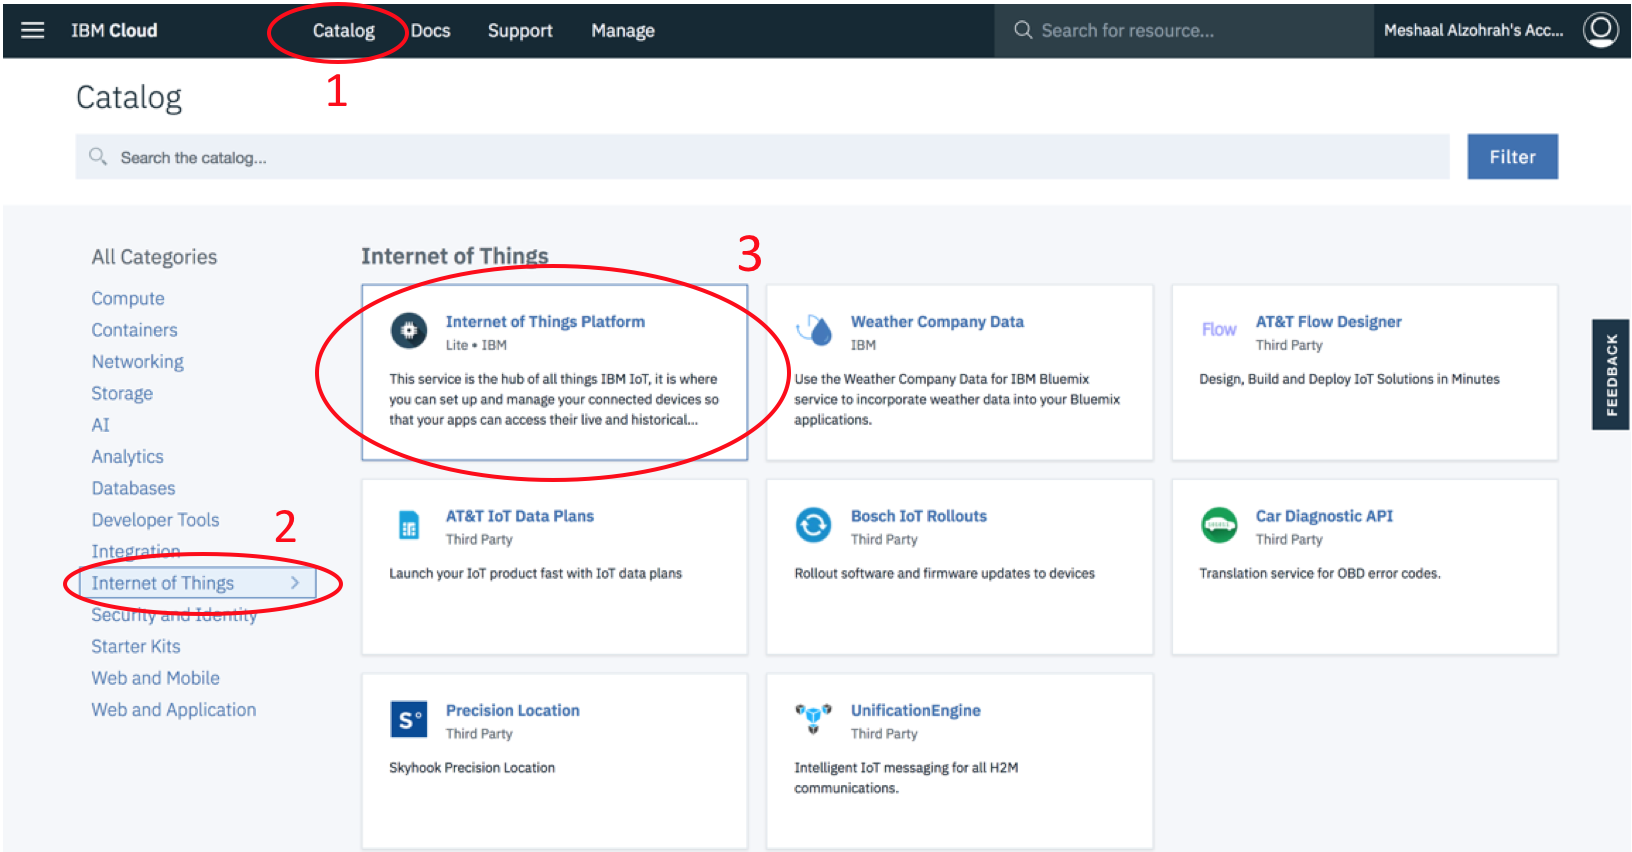 IBM Cloud
Catalog
Docs
Support
Manage
Search for resource...
Meshaal Alzohrah's Acc...
1
Catalog
Search the catalog...
Filter
All Categories
Compute
Containers
Networking
Storage
AI
Analytics
Databases
Developer Tools
Integration
2
Internet of Things
Security and Identity
Starter Kits
Web and Mobile
Web and Application
Internet of Things
3
Internet of Things Platform
Lite • IBM
This service is the hub of all things IBM IoT, it is where
you can set up and manage your connected devices so
that your apps can access their live and historical...
Weather Company Data
IBM
Use the Weather Company Data for IBM Bluemix
service to incorporate weather data into your Bluemix
applications.
Flow
AT&T Flow Designer
Third Party
Design, Build and Deploy IoT Solutions in Minutes
AT&T IoT Data Plans
Third Party
Launch your IoT product fast with IoT data plans
Bosch IoT Rollouts
Third Party
Rollout software and firmware updates to devices
Car Diagnostic API
Third Party
Translation service for OBD error codes.
S°
Precision Location
Third Party
Skyhook Precision Location
UnificationEngine
Third Party
Intelligent IoT messaging for all H2M
communications.
FEEDBACK